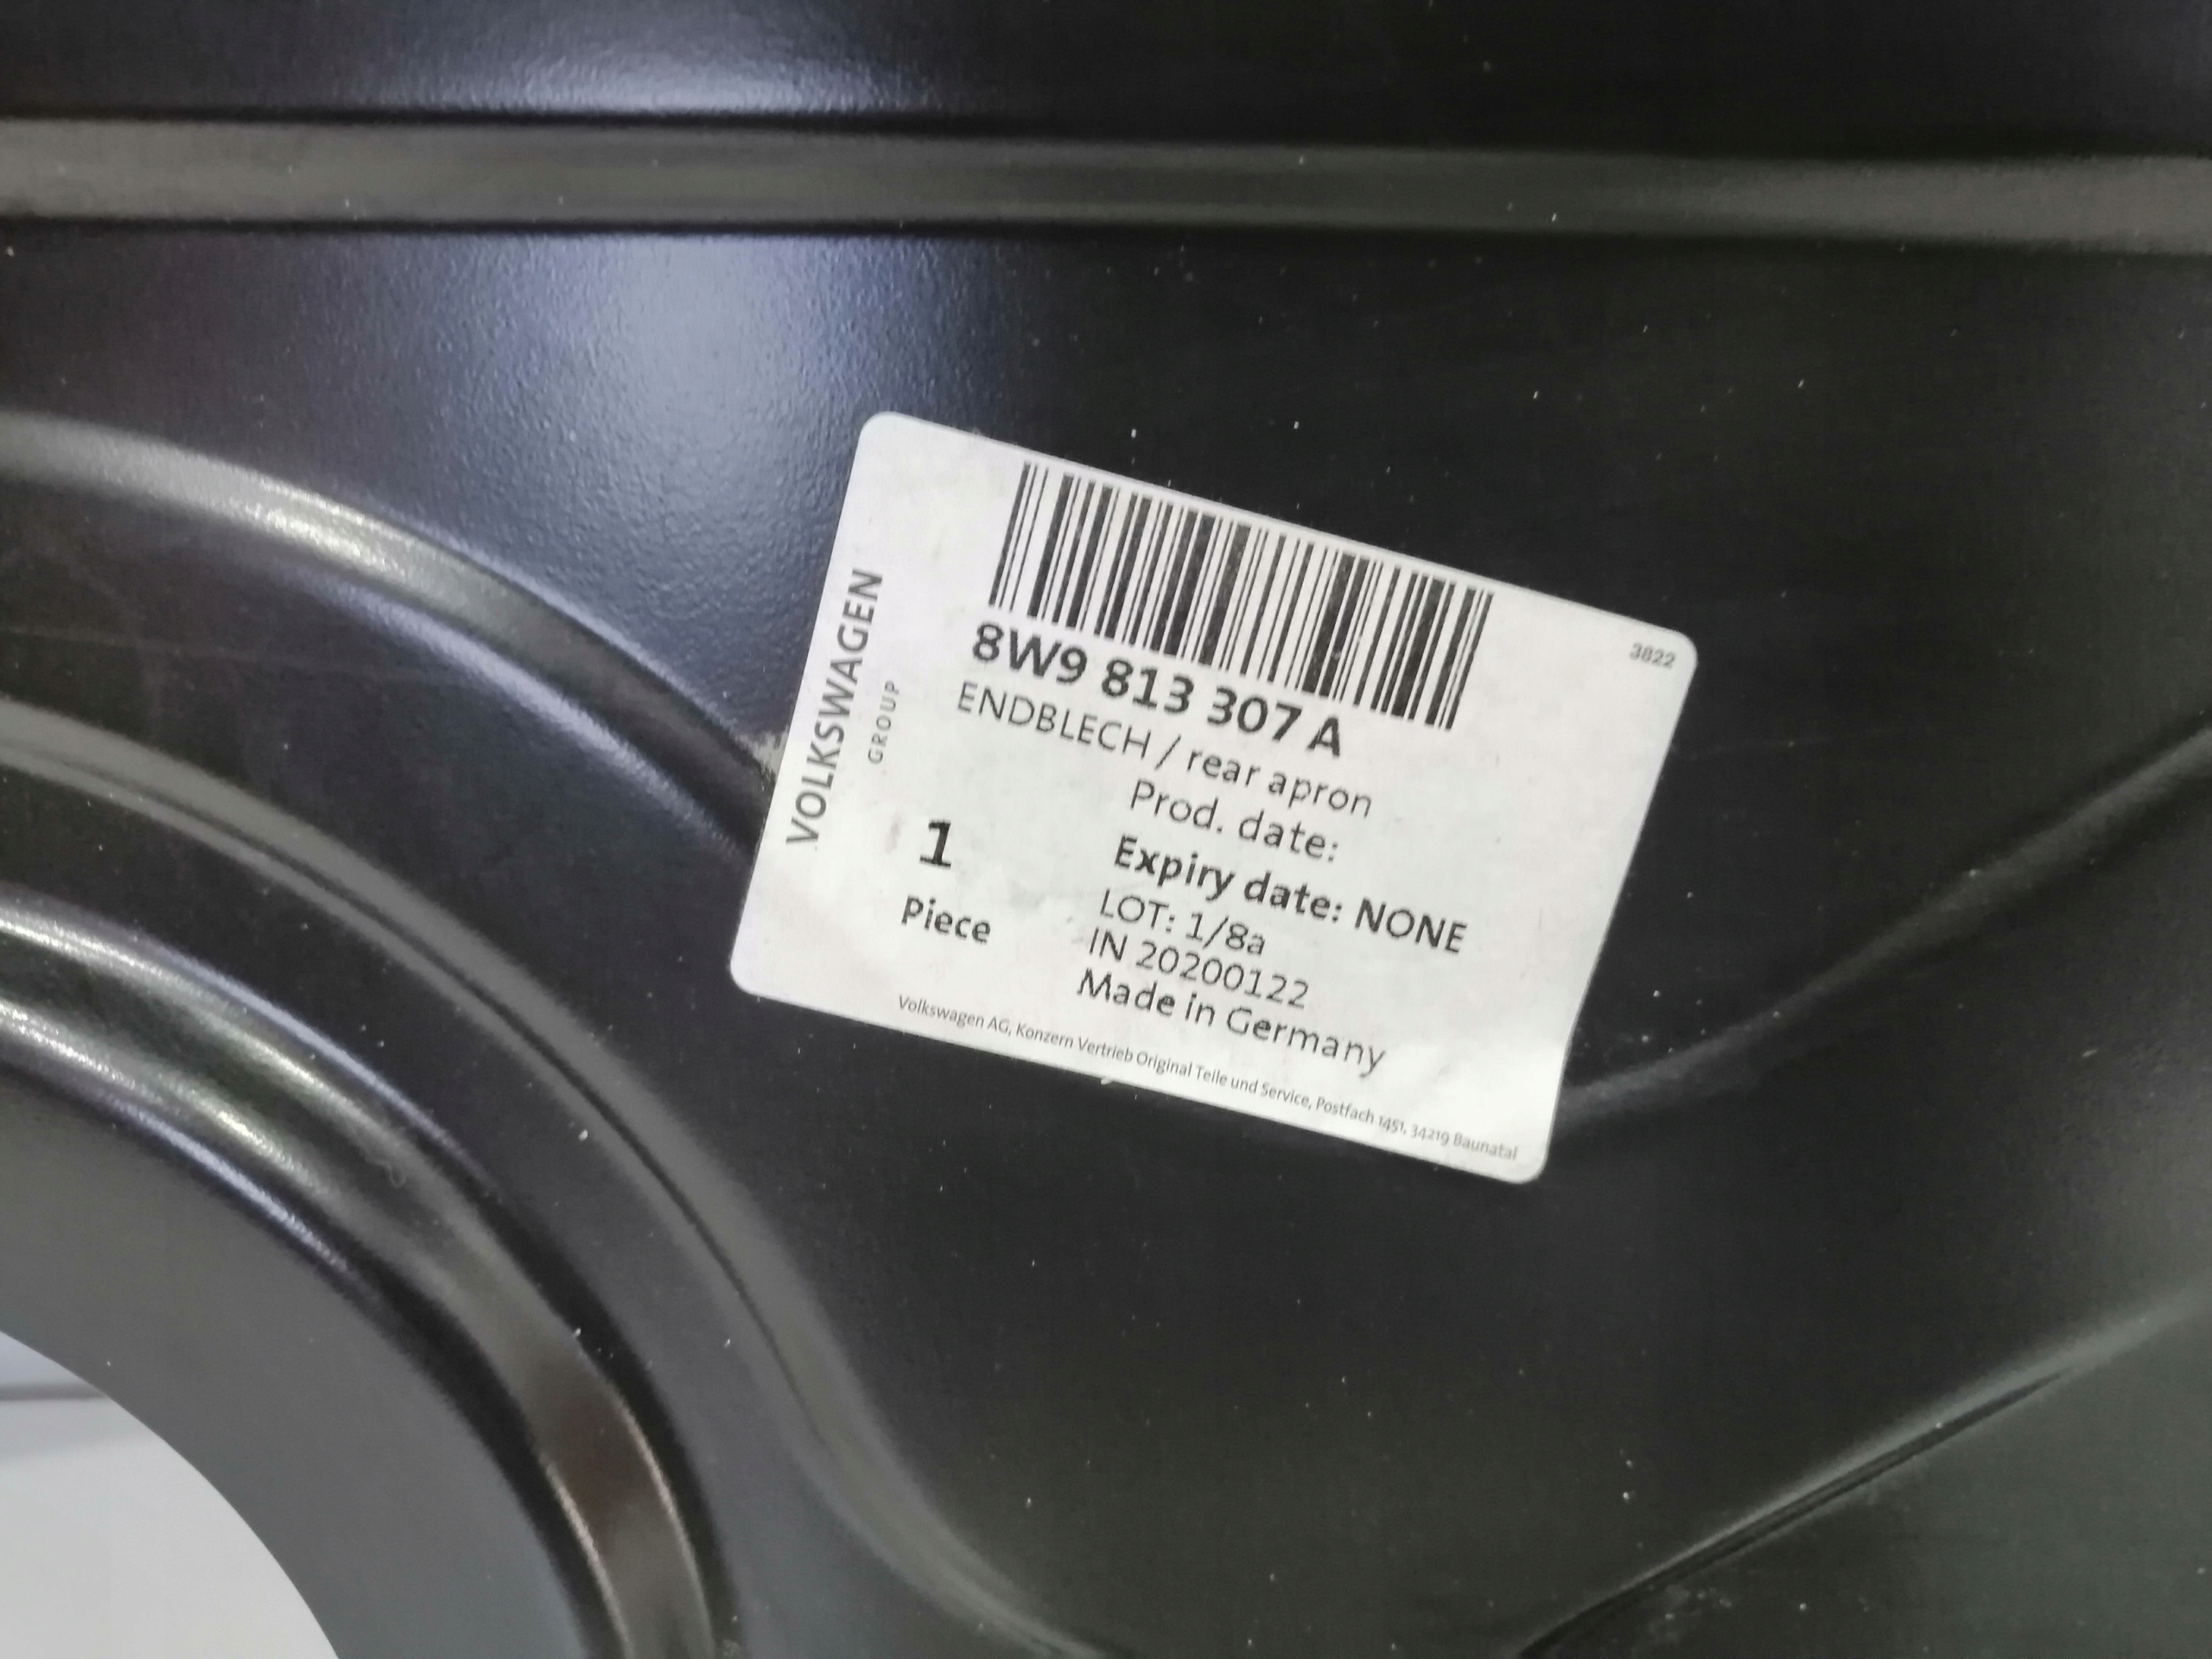 3822
8W9 813 307 A
ENDBLECH / rear apron
Prod. date:
Expiry date: NONE
LOT: 1/8a
IN 20200122
Made in Germany
1
Piece
VOLKSWAGEN
GROUP
Volkswagen AG, Konzern Vertrieb Original Teile und Service, Postfach 1451, 34219 Baunatal